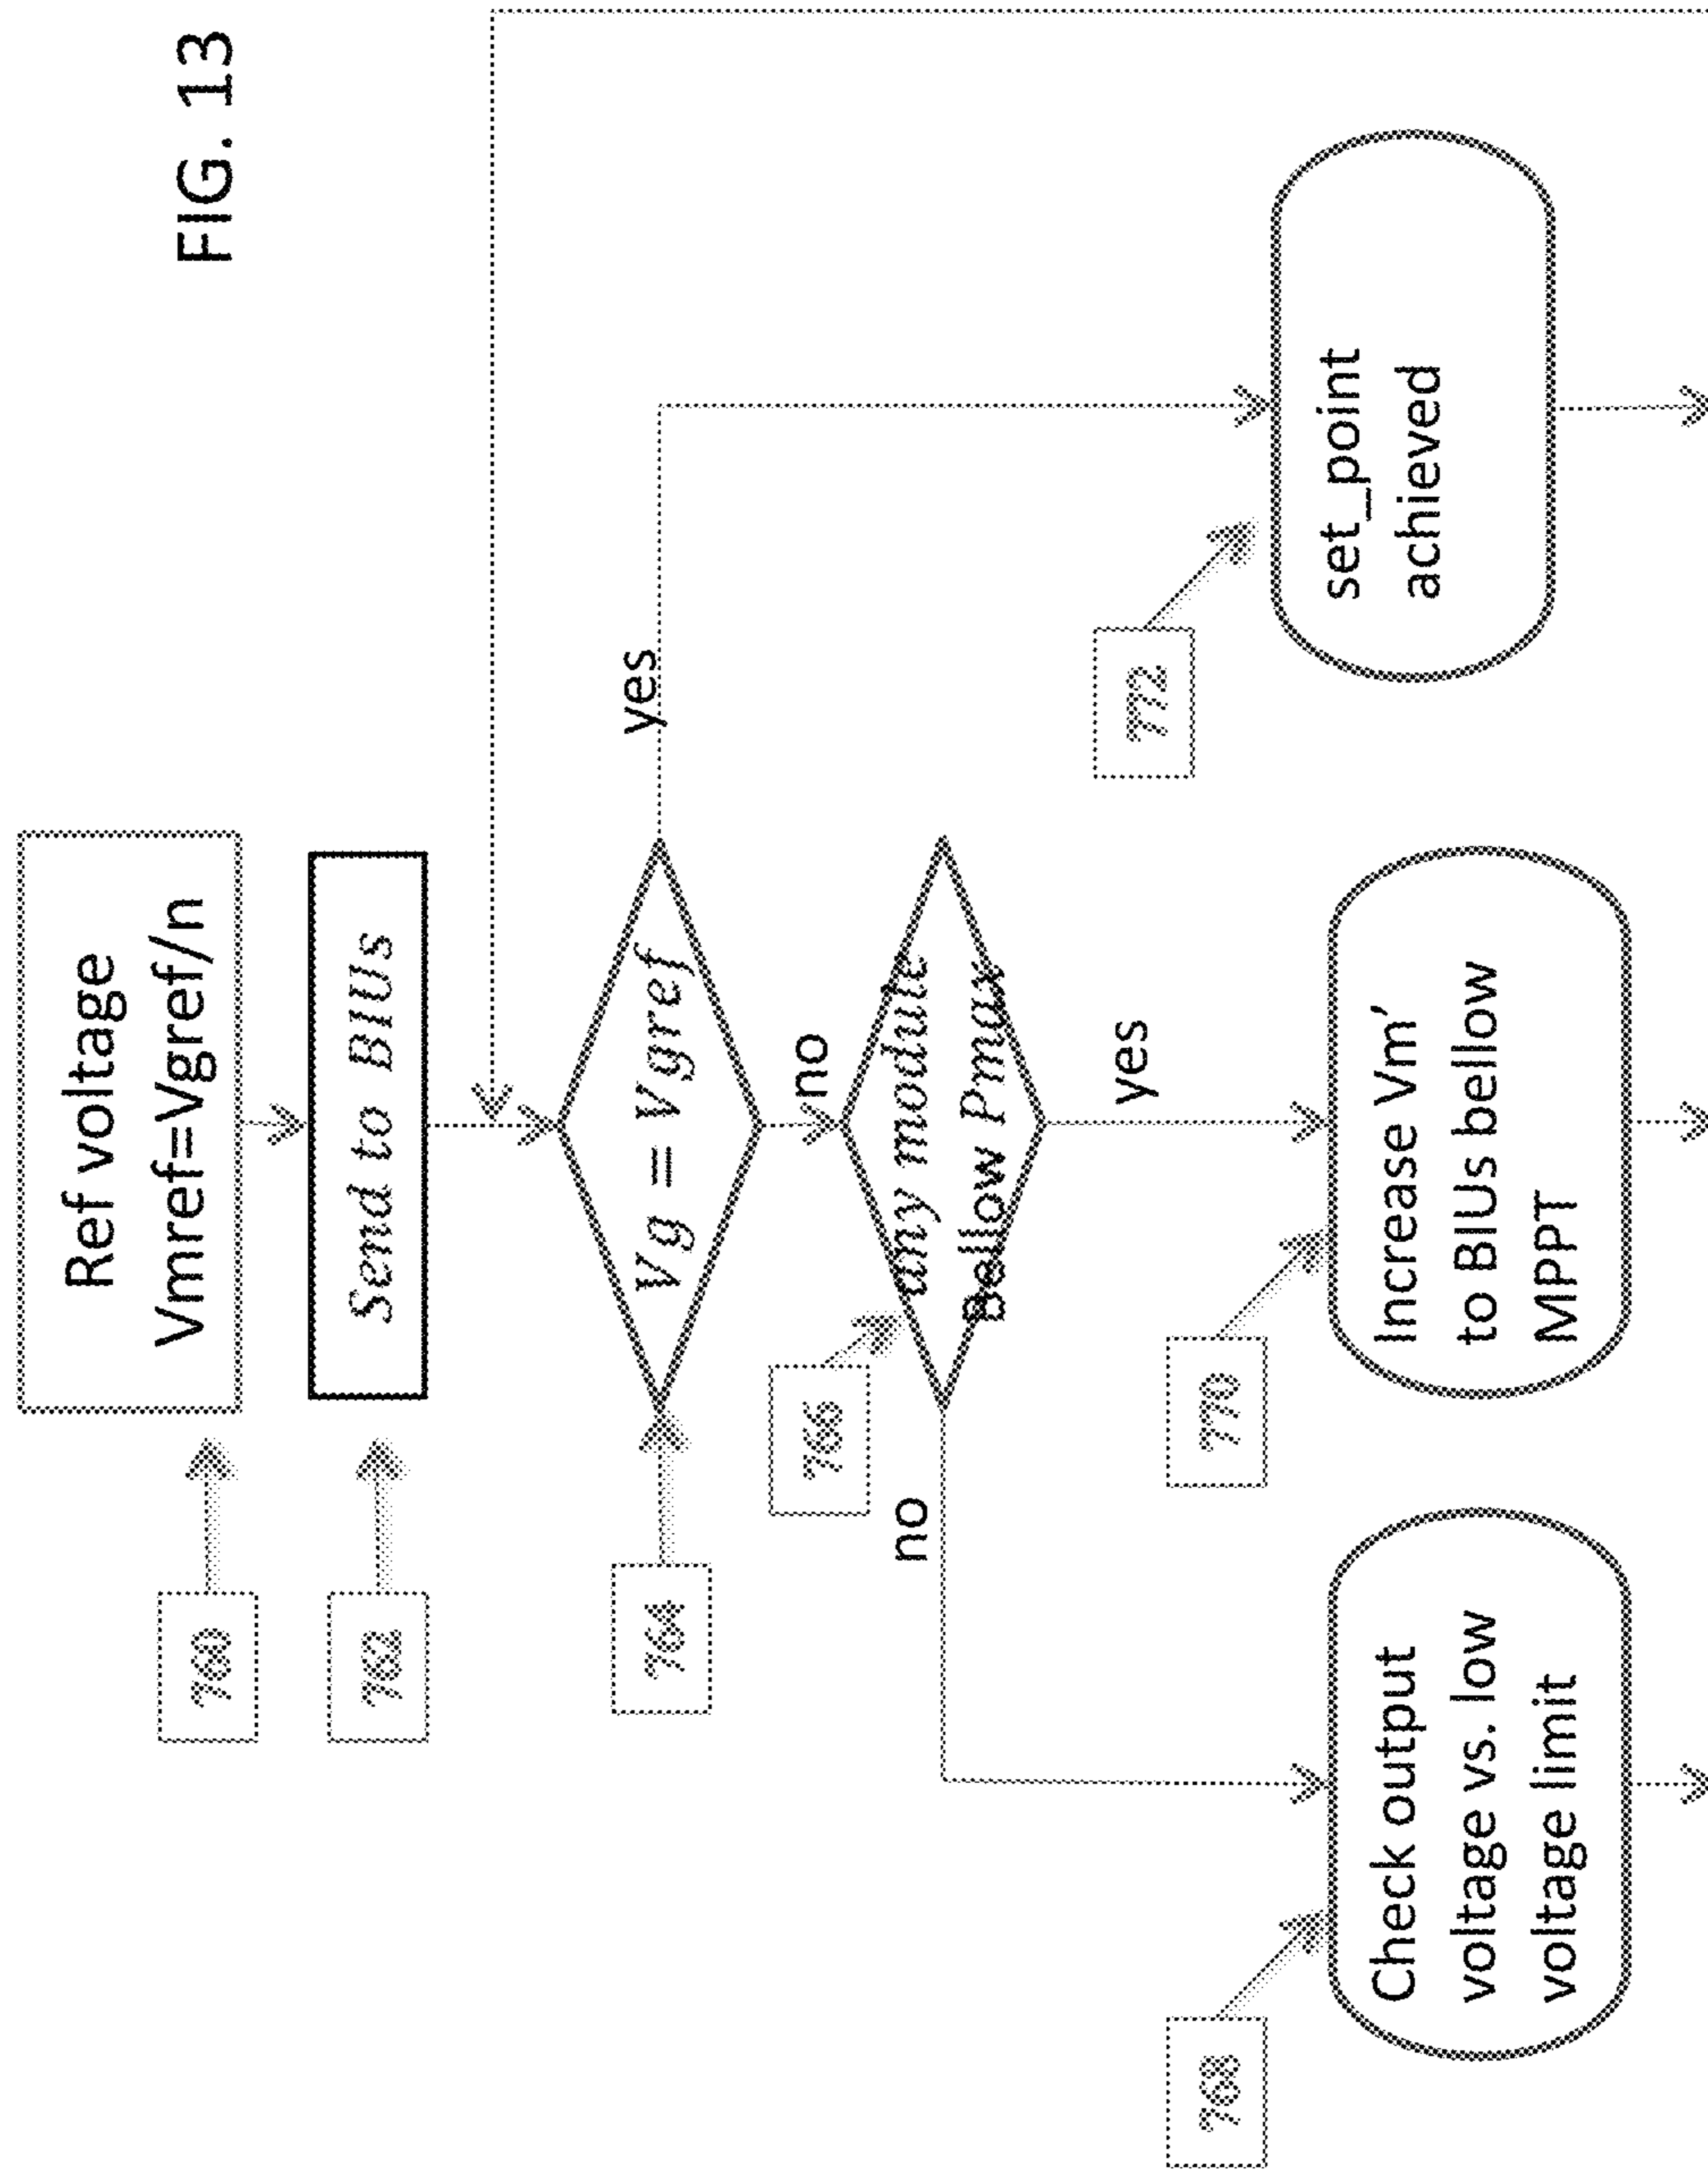 FIG. 13
Ref voltage
Vmref=Vgref/n
760
Send to BIUs
762
Vg = Vgref
764
yes
no
any module
Bellow Pmax
766
no
yes
Check output
voltage vs. low
voltage limit
768
Increase Vm'
to BIUs bellow
MPPT
770
set_point
achieved
772